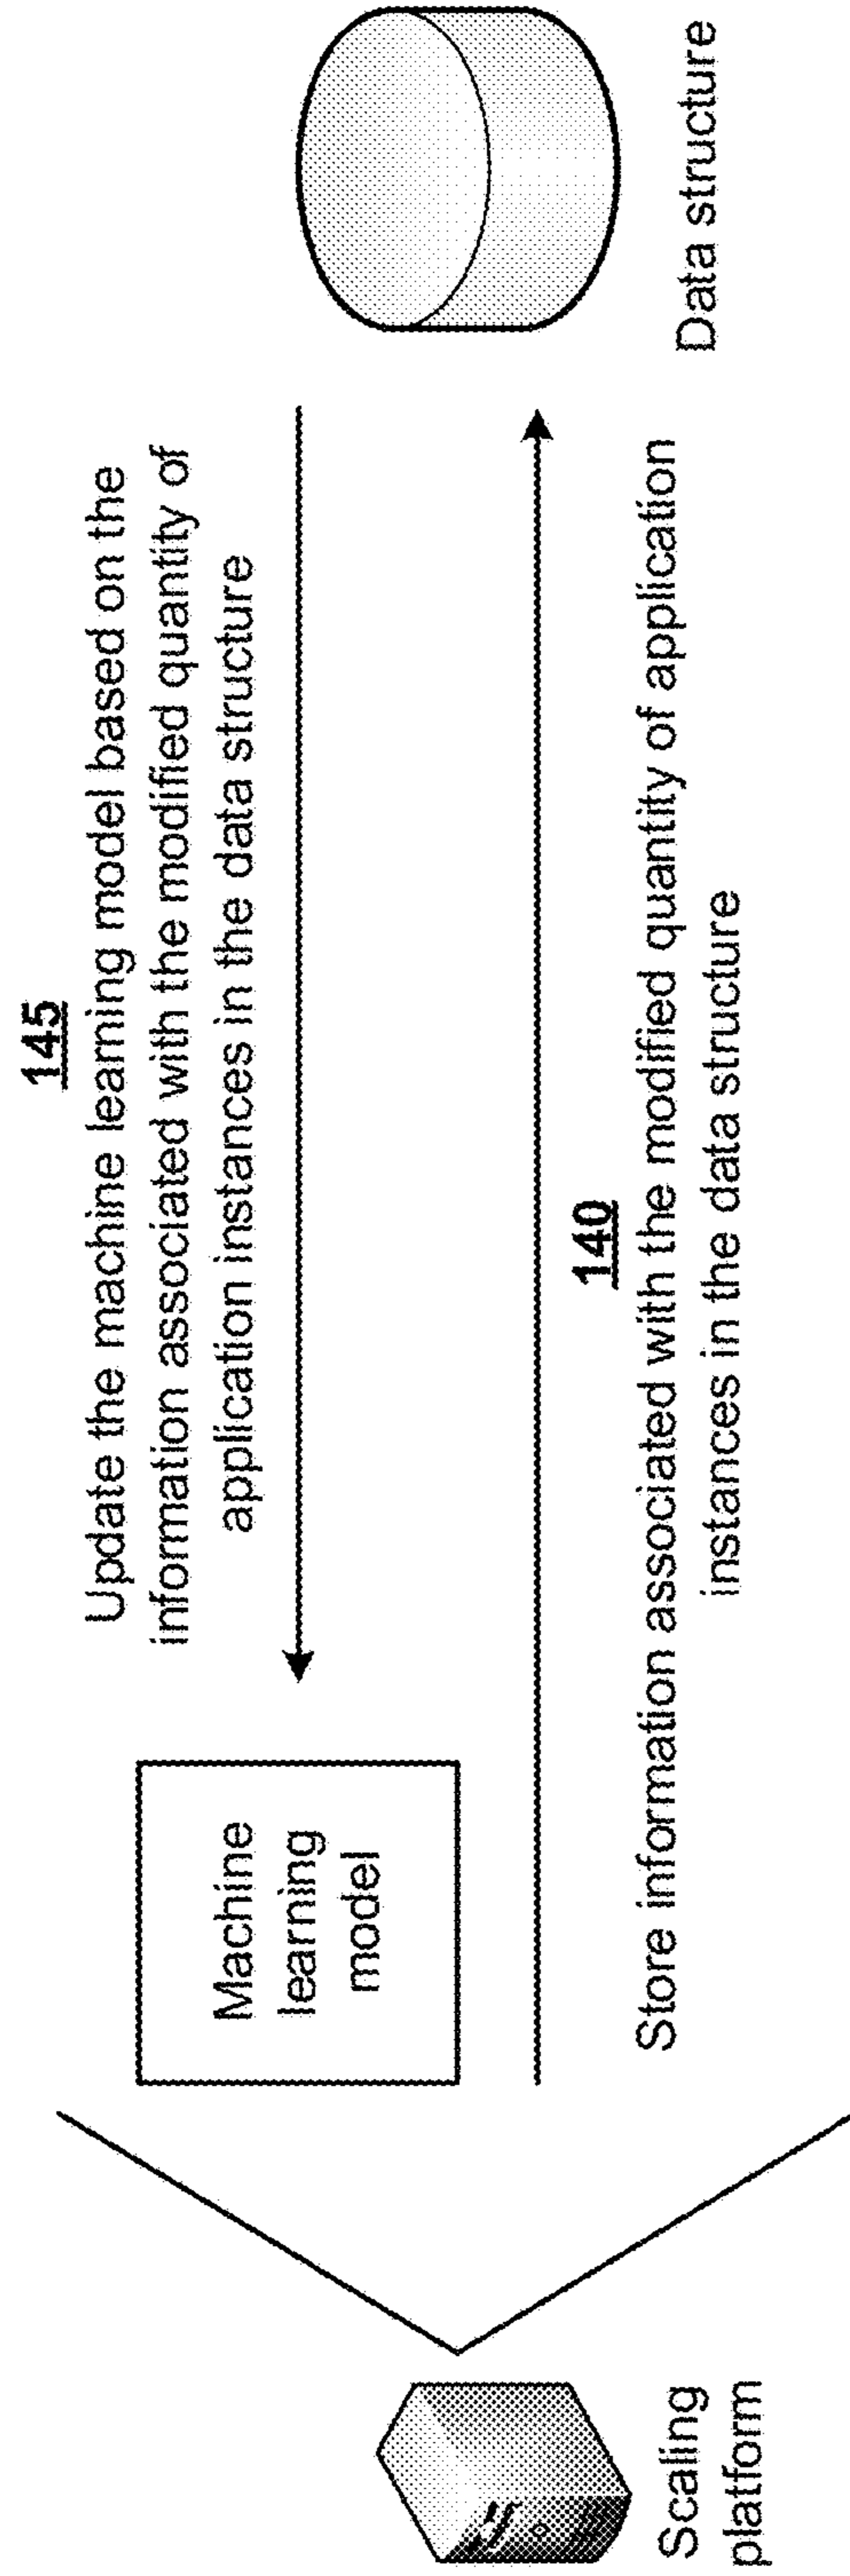 145
Update the machine learning model based on the
information associated with the modified quantity of
application instances in the data structure
Machine
learning
model
140
Store information associated with the modified quantity of application
instances in the data structure
Scaling
platform
Data structure